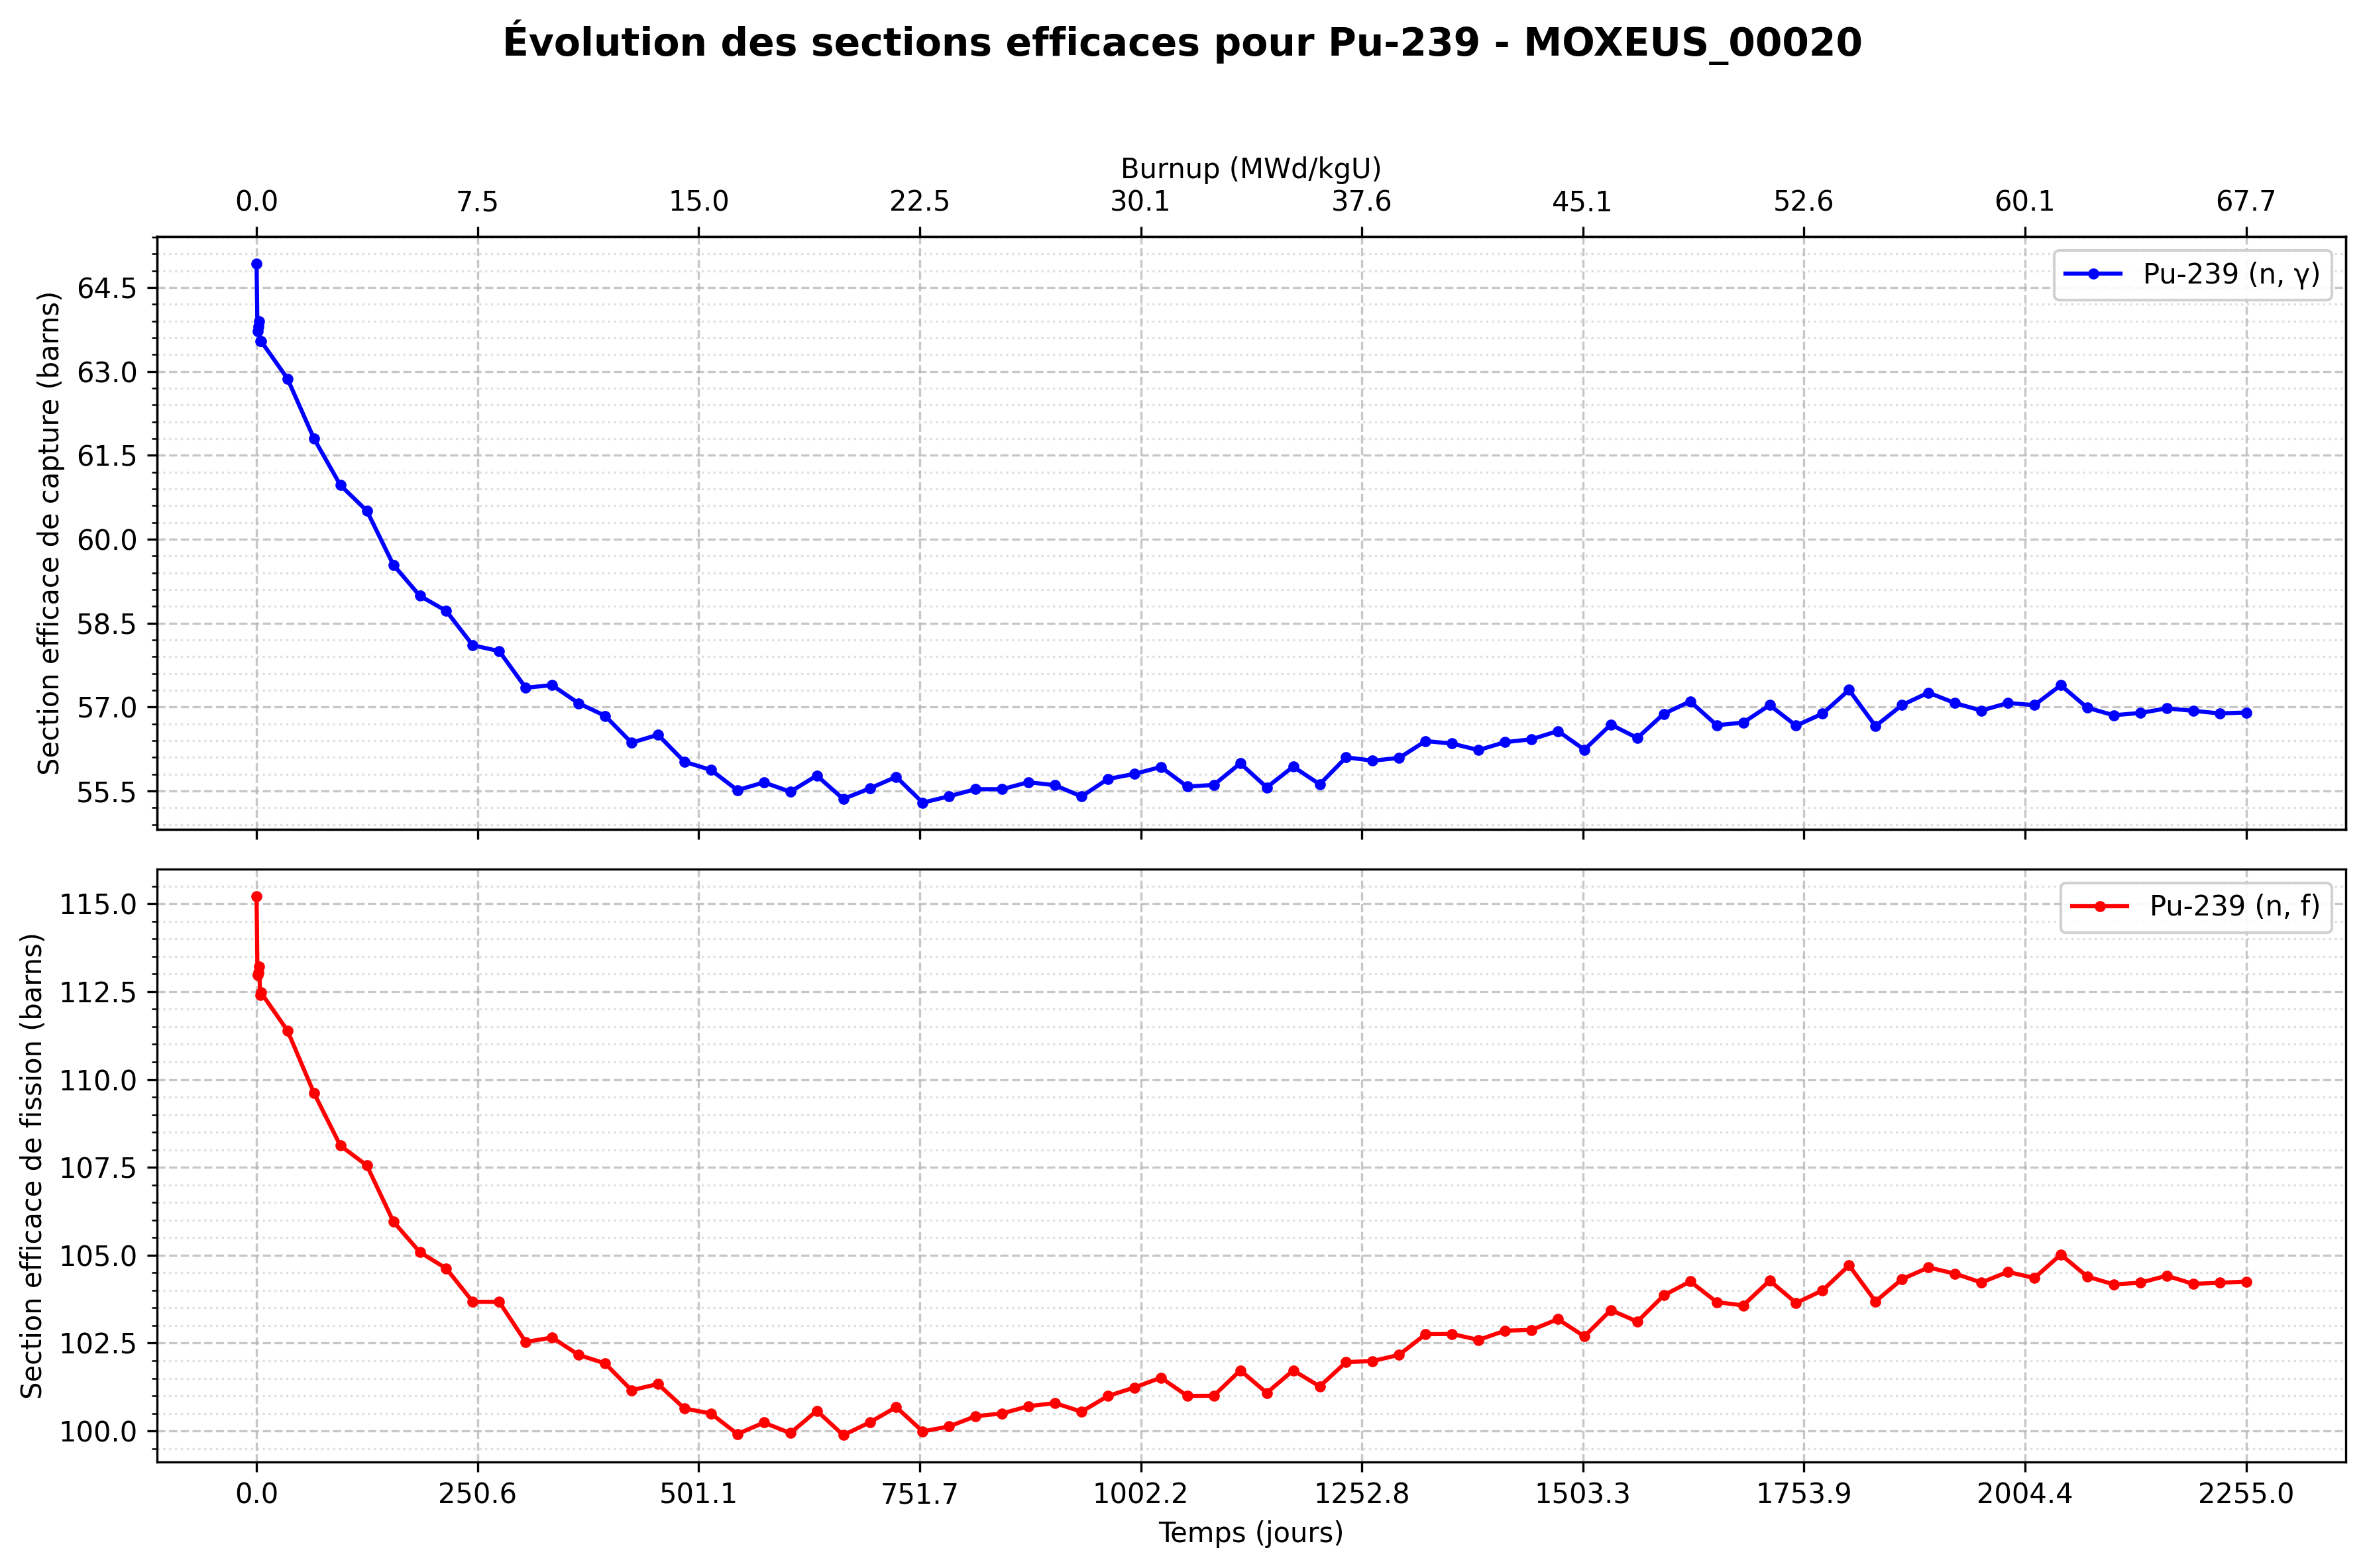 Évolution des sections efficaces pour Pu-239 - MOXEUS_00020
Burnup (MWd/kgU)
0.0 7.5 15.0 22.5 30.1 37.6 45.1 52.6 60.1 67.7
Section efficace de capture (barns)
64.5
63.0
61.5
60.0
58.5
57.0
55.5
Pu-239 (n, γ)
Section efficace de fission (barns)
115.0
112.5
110.0
107.5
105.0
102.5
100.0
Pu-239 (n, f)
0.0 250.6 501.1 751.7 1002.2 1252.8 1503.3 1753.9 2004.4 2255.0
Temps (jours)